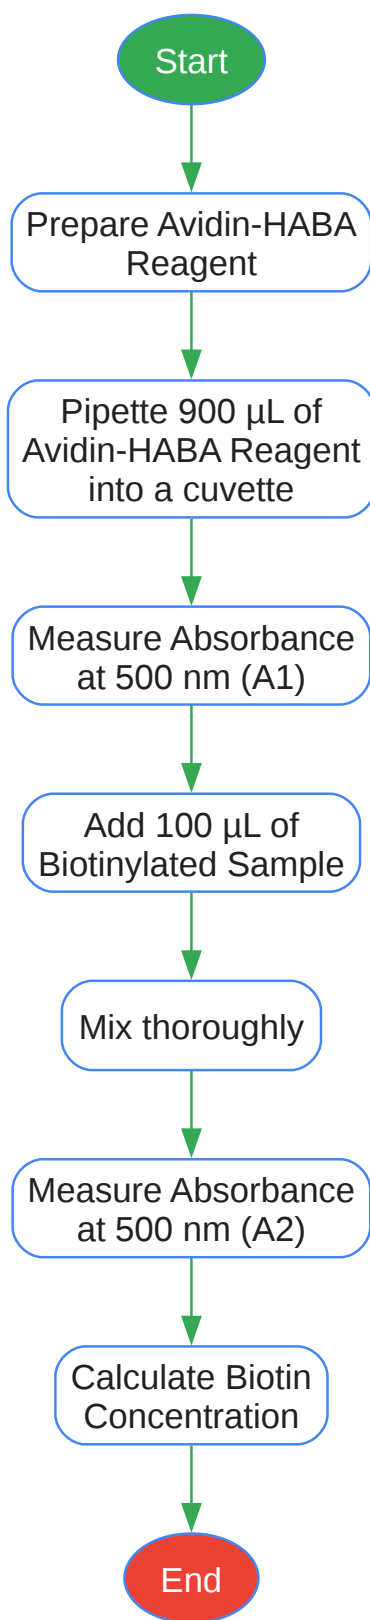 Start
Prepare Avidin-HABA
Reagent
Pipette 900 µL of
Avidin-HABA Reagent
into a cuvette
Measure Absorbance
at 500 nm (A1)
Add 100 µL of
Biotinylated Sample
Mix thoroughly
Measure Absorbance
at 500 nm (A2)
Calculate Biotin
Concentration
End